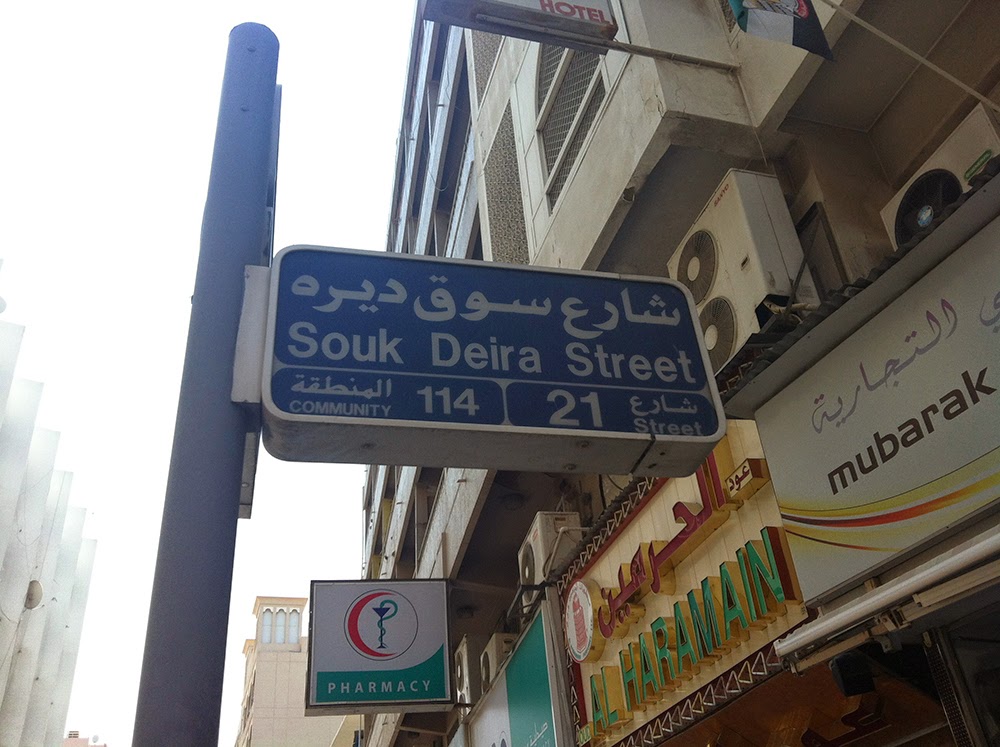 HOTEL
شارع سوق ديره
Souk Deira Street
المنطقة
COMMUNITY
114
21
شارع
Street
SANYO
التجارية
mubarak
عود
الحرمين
AL HARAMAIN
PHARMACY